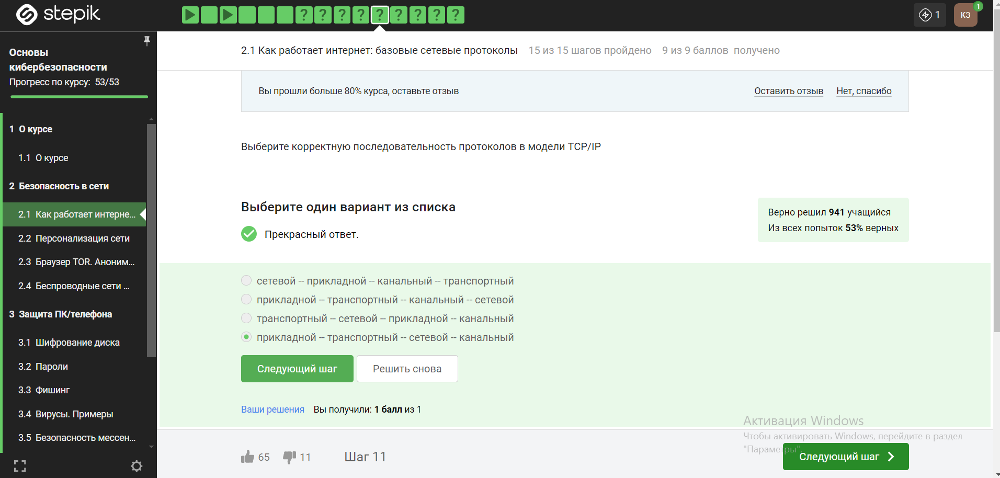 stepik
? ? ? ? ? ? ? ? ?
1
КЗ
1
Основы
кибербезопасности
Прогресс по курсу: 53/53
1 О курсе
1.1 О курсе
2 Безопасность в сети
2.1 Как работает интерне...
2.2 Персонализация сети
2.3 Браузер TOR. Аноним...
2.4 Беспроводные сети ...
3 Защита ПК/телефона
3.1 Шифрование диска
3.2 Пароли
3.3 Фишинг
3.4 Вирусы. Примеры
3.5 Безопасность мессен...
2.1 Как работает интернет: базовые сетевые протоколы 15 из 15 шагов пройдено 9 из 9 баллов получено
Вы прошли больше 80% курса, оставьте отзыв Оставить отзыв Нет, спасибо
Выберите корректную последовательность протоколов в модели TCP/IP
Выберите один вариант из списка
Прекрасный ответ.
Верно решил 941 учащийся
Из всех попыток 53% верных
сетевой -- прикладной -- канальный -- транспортный
прикладной -- транспортный -- канальный -- сетевой
транспортный -- сетевой -- прикладной -- канальный
прикладной -- транспортный -- сетевой -- канальный
Следующий шаг Решить снова
Ваши решения Вы получили: 1 балл из 1
Активация Windows
Чтобы активировать Windows, перейдите в раздел
"Параметры".
65 11 Шаг 11
Следующий шаг